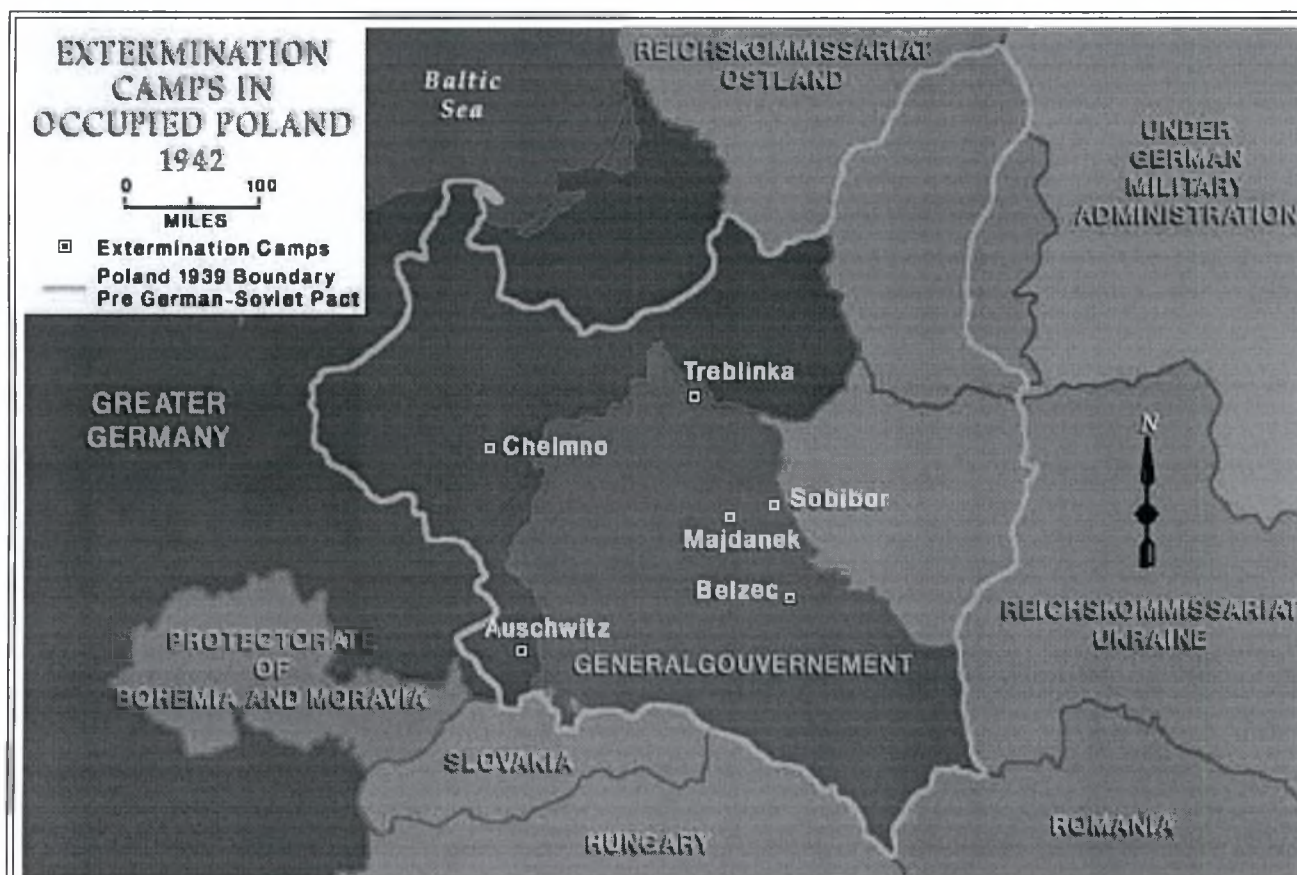 EXTERMINATION
CAMPS IN
OCCUPIED POLAND
1942
0 100
MILES
Extermination Camps
Poland 1939 Boundary
Pre German-Soviet Pact
Baltic
Sea
REICHSKOMMISSARIAT
OSTLAND
UNDER
GERMAN
MILITARY
ADMINISTRATION
GREATER
GERMANY
Treblinka
Chelmno
N
Sobibor
Majdanek
Belzec
REICHSKOMMISSARIAT
UKRAINE
Auschwitz
GENERALGOUVERNEMENT
PROTECTORATE
OF
BOHEMIA AND MORAVIA
SLOVAKIA
HUNGARY
ROMANIA